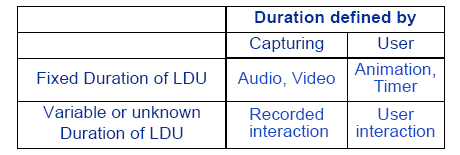 Duration defined by
Capturing User
Fixed Duration of LDU Audio, Video Animation,
Timer
Variable or unknown Recorded User
Duration of LDU interaction interaction